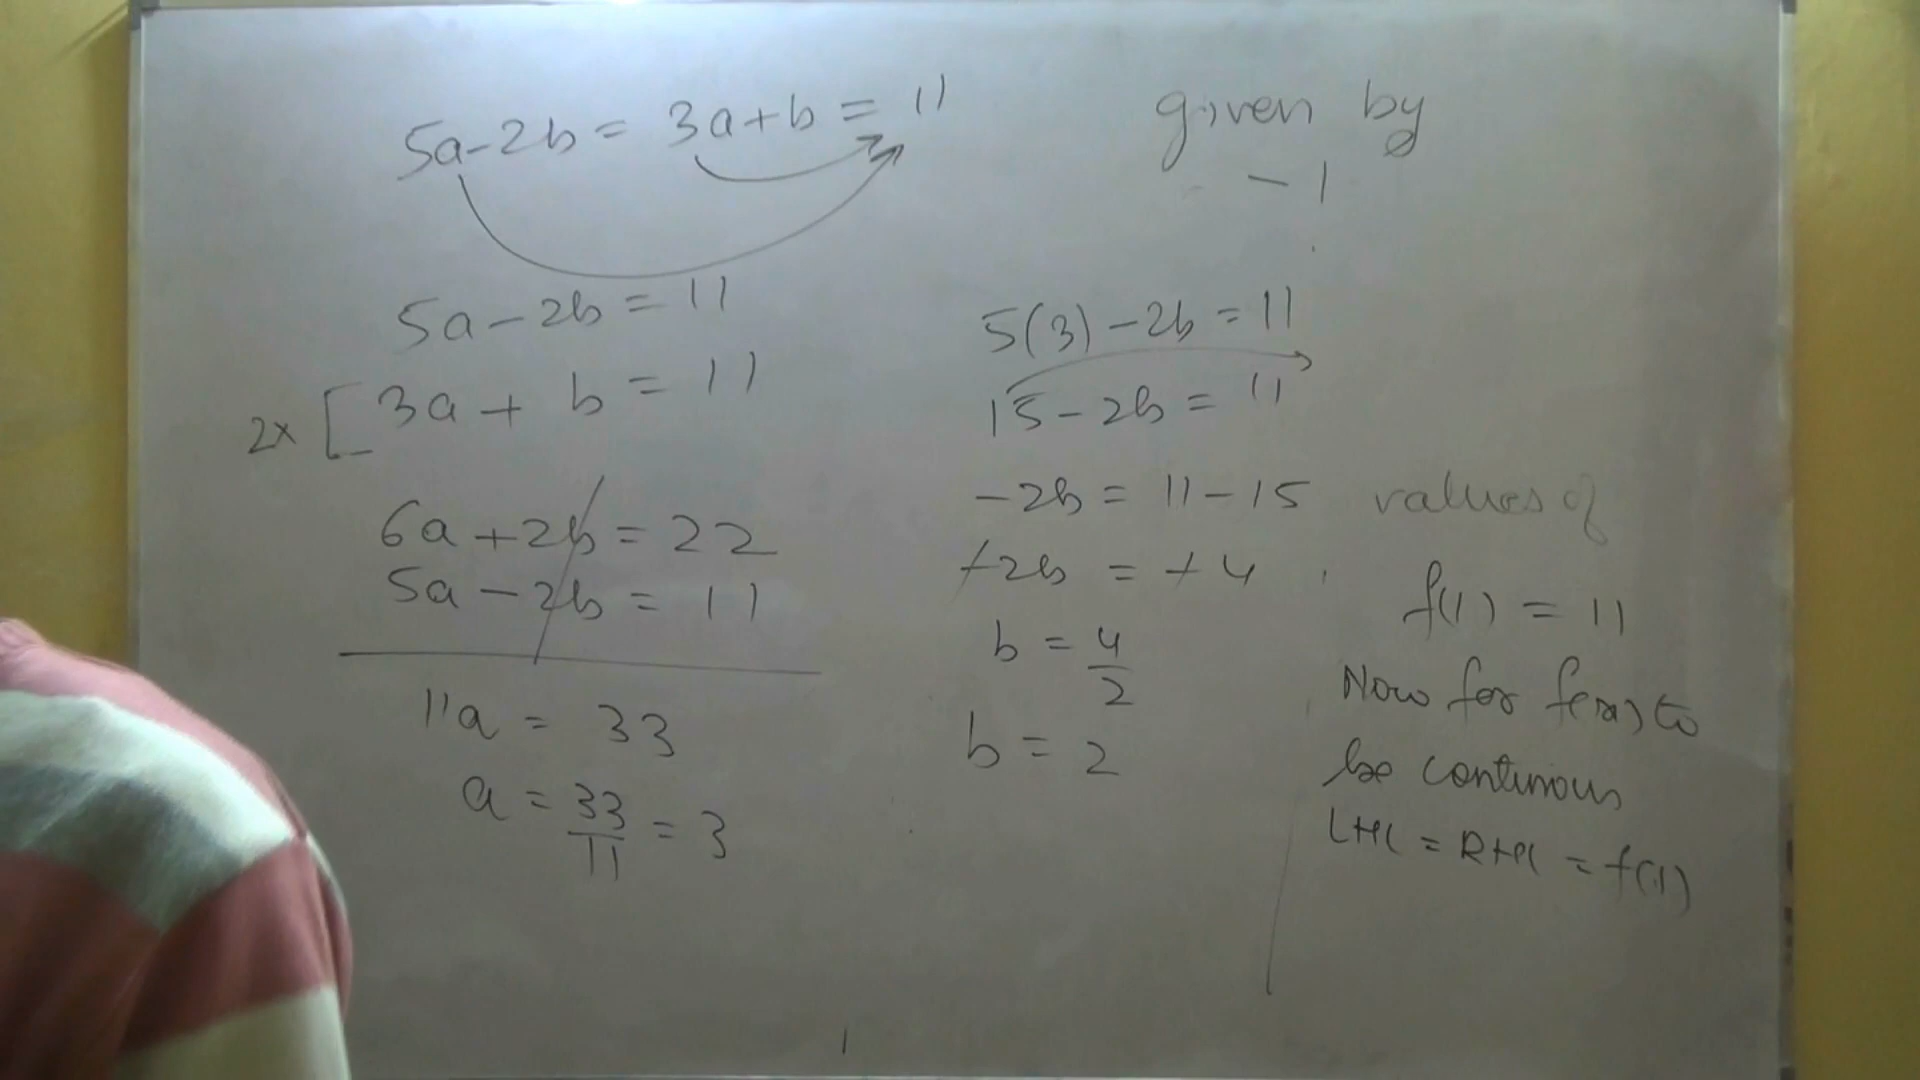 5a-2b = 3a+b = 11
5a-2b = 11
2x [3a + b = 11
6a+2b = 22
5a-2b = 11
11a = 33
a = 33/11 = 3
given by
-1
5(3)-2b = 11
15-2b = 11
-2b = 11-15
+2b = +4
b = 4/2
b = 2
values of
f(1) = 11
Now for f(x) to
be continous
LHL = RHL = f(1)